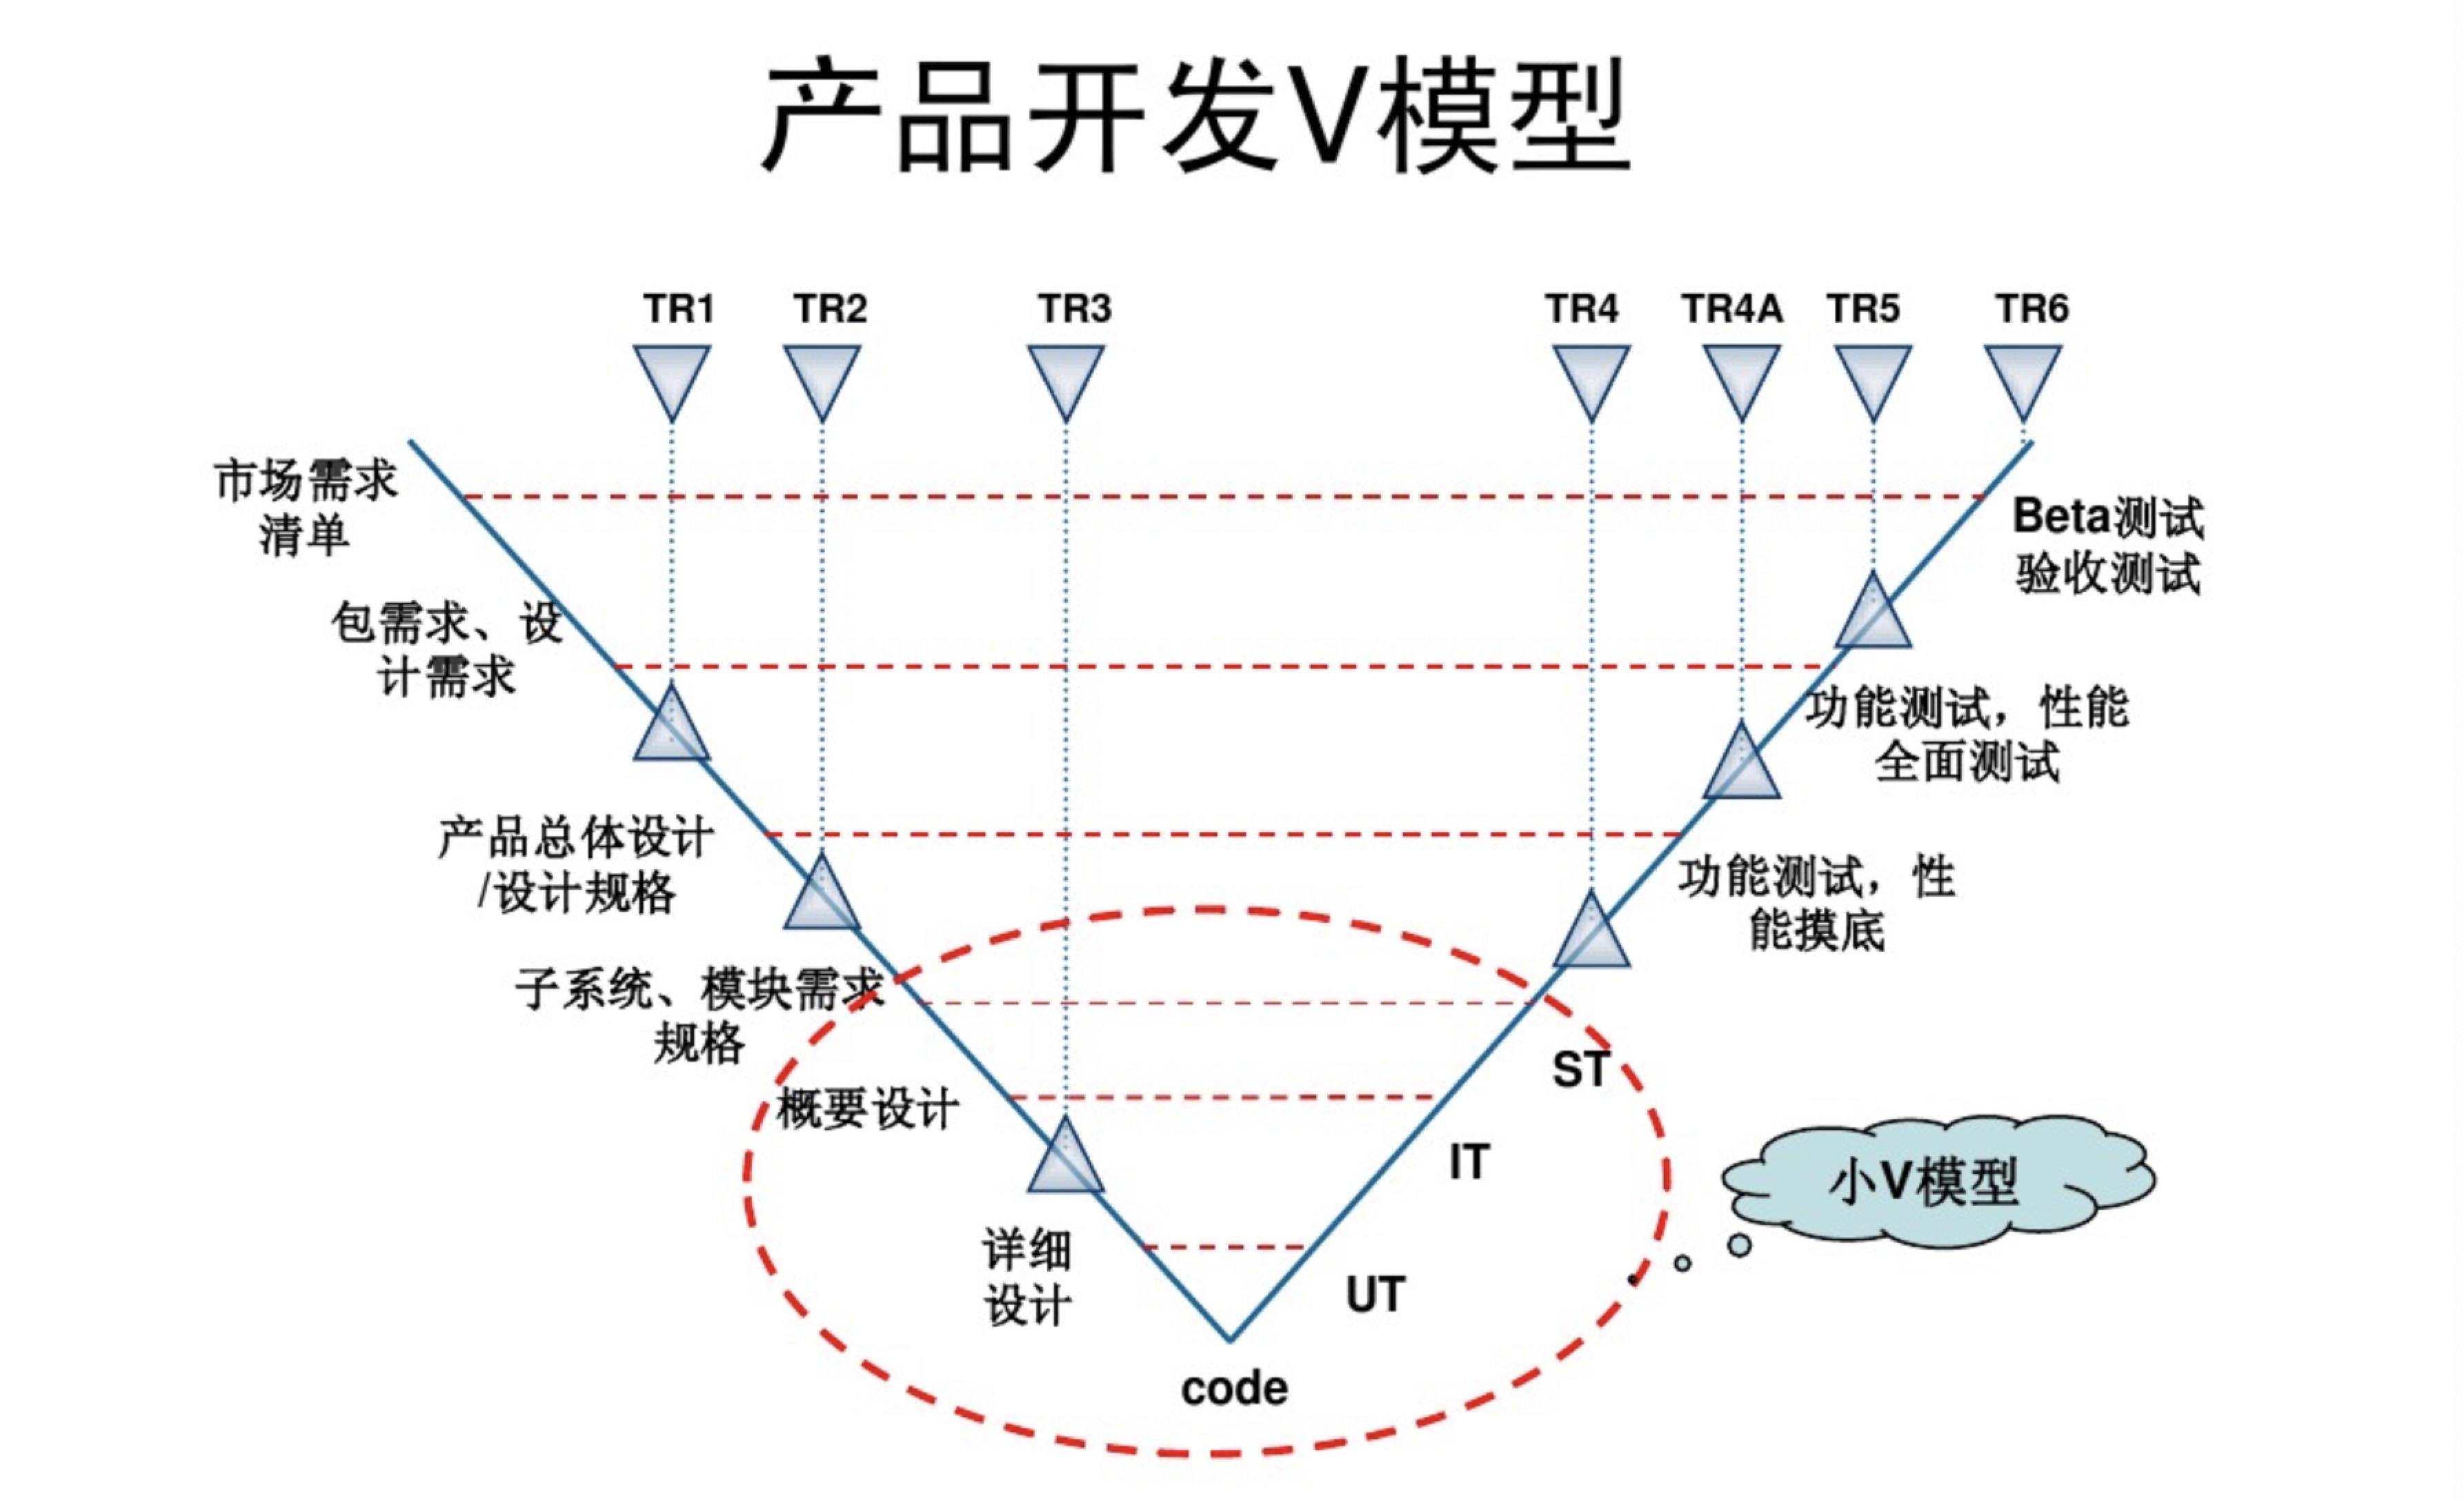 产品开发V模型
TR1 TR2 TR3 TR4 TR4A TR5 TR6
市场需求
清单
Beta测试
验收测试
包需求、设
计需求
功能测试，性能
全面测试
产品总体设计
/设计规格
功能测试，性
能摸底
子系统、模块需求
规格
ST
概要设计
IT
小V模型
详细
设计
UT
code